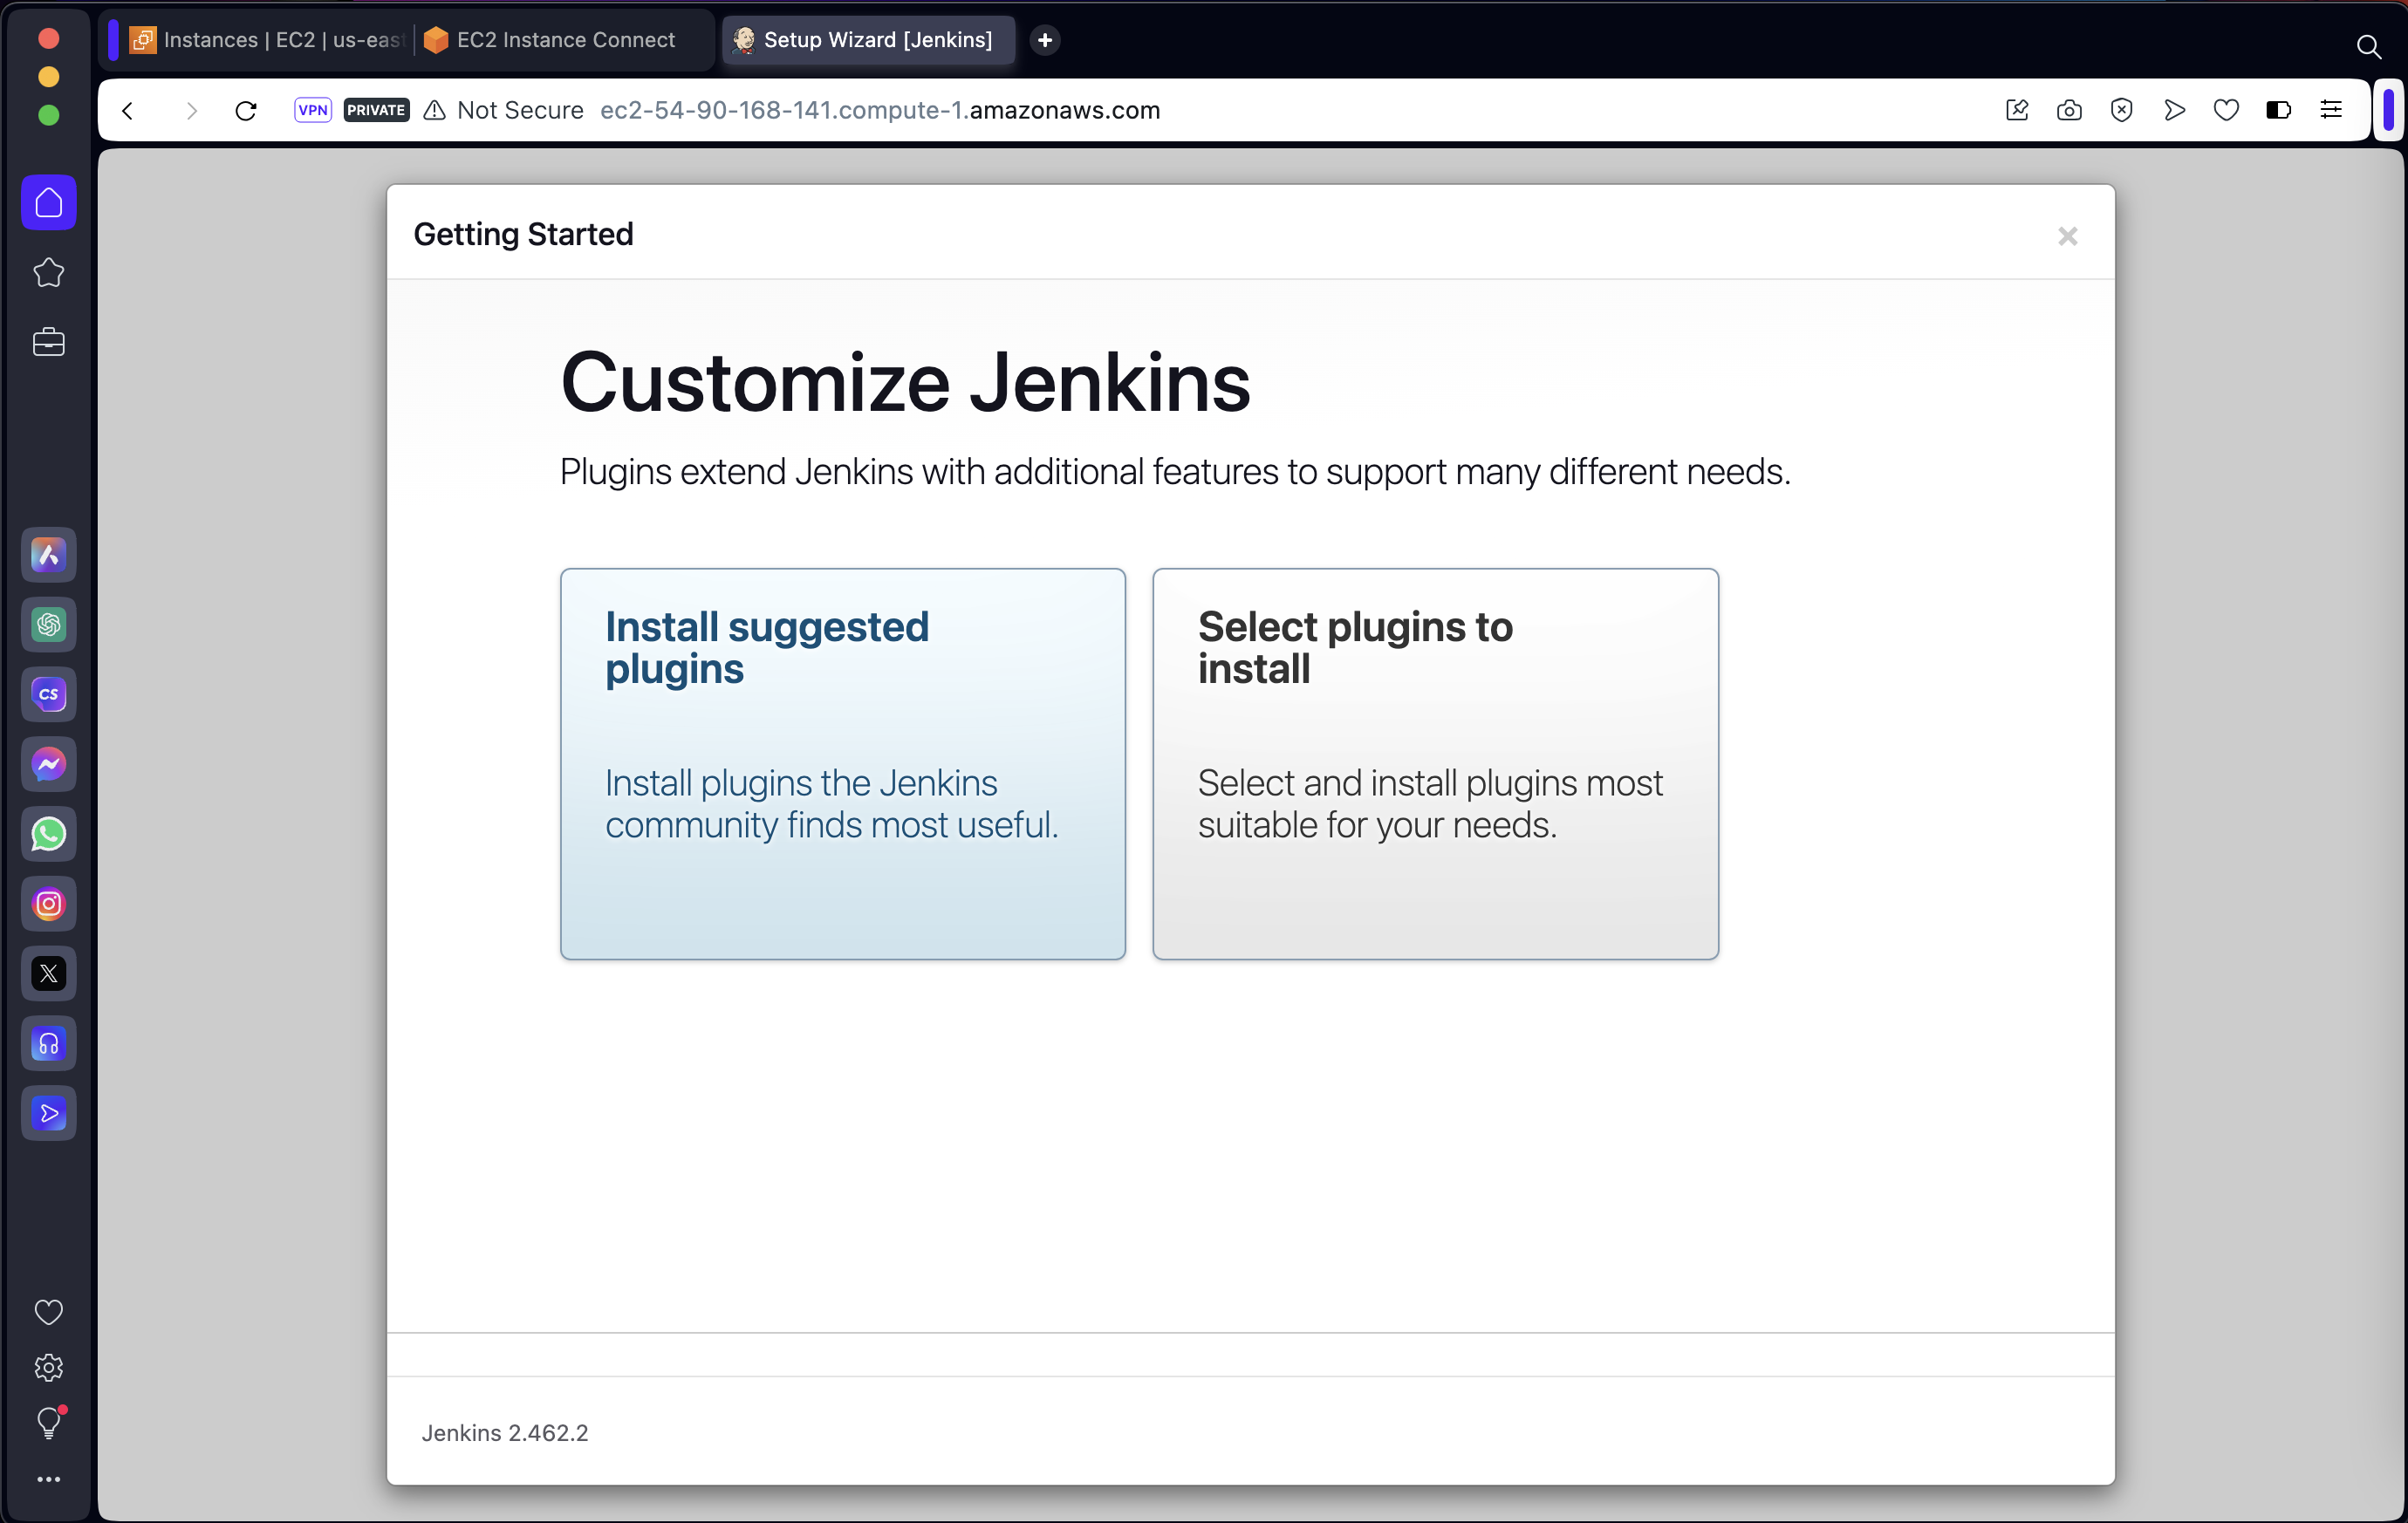 Instances | EC2 | us-east
EC2 Instance Connect
Setup Wizard [Jenkins]
VPN
PRIVATE
Not Secure
ec2-54-90-168-141.compute-1.amazonaws.com
Getting Started
Customize Jenkins
Plugins extend Jenkins with additional features to support many different needs.
Install suggested
plugins
Install plugins the Jenkins
community finds most useful.
Select plugins to
install
Select and install plugins most
suitable for your needs.
CS
Jenkins 2.462.2